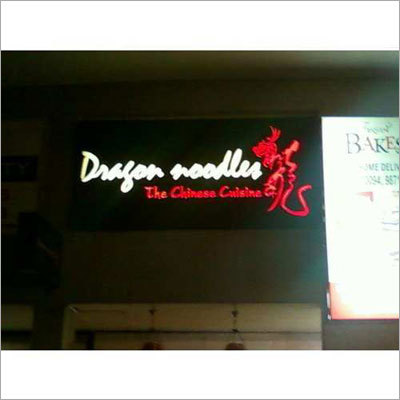 Dragon noodles
The Chinese Cuisine
BAKES